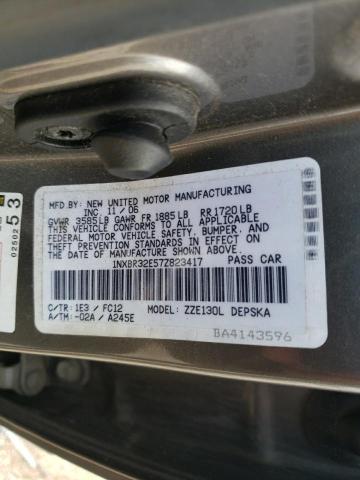 MFD. BY: NEW UNITED MOTOR MANUFACTURING
INC. 11/06
GVWR 3585LB GAWR FR 1885LB RR1720LB
THIS VEHICLE CONFORMS TO ALL APPLICABLE
FEDERAL MOTOR VEHICLE SAFETY, BUMPER, AND
THEFT PREVENTION STANDARDS IN EFFECT ON
THE DATE OF MANUFACTURE SHOWN ABOVE.
1NXBR32E57Z823417 PASS CAR
C/TR: 1E3 / FC12 MODEL: ZZE130L DEPSKA
A/TM: -02A / A245E
BA4143596
0250253